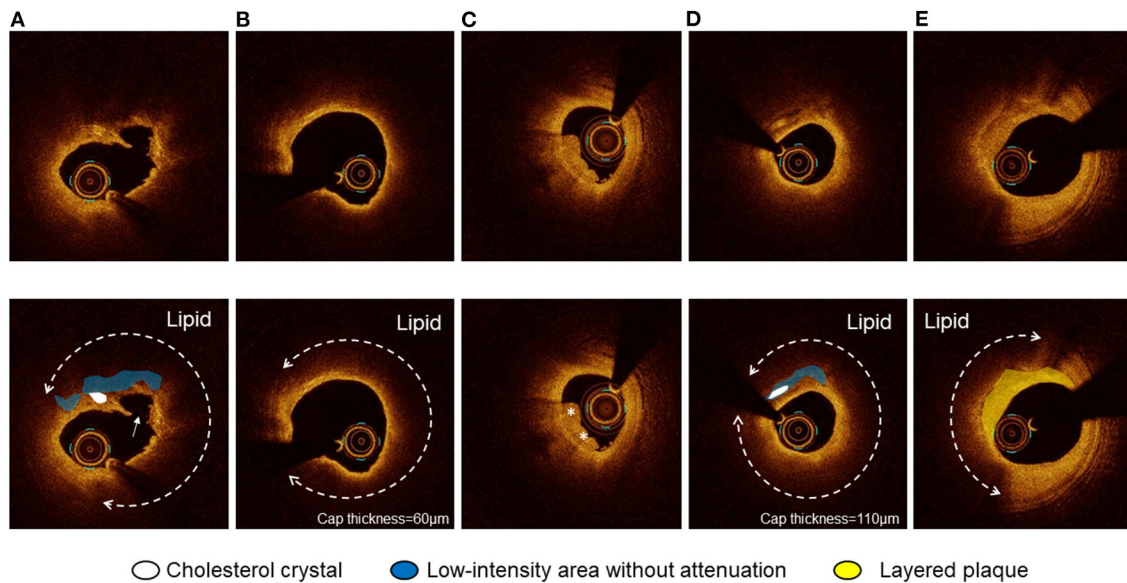 A B C D E
Lipid Lipid Lipid Lipid
* *
Cap thickness=60μm Cap thickness=110μm
Cholesterol crystal Low-intensity area without attenuation Layered plaque